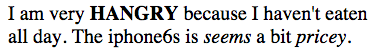 I am very HANGRY because I haven't eaten
all day. The iphone6s is seems a bit pricey.